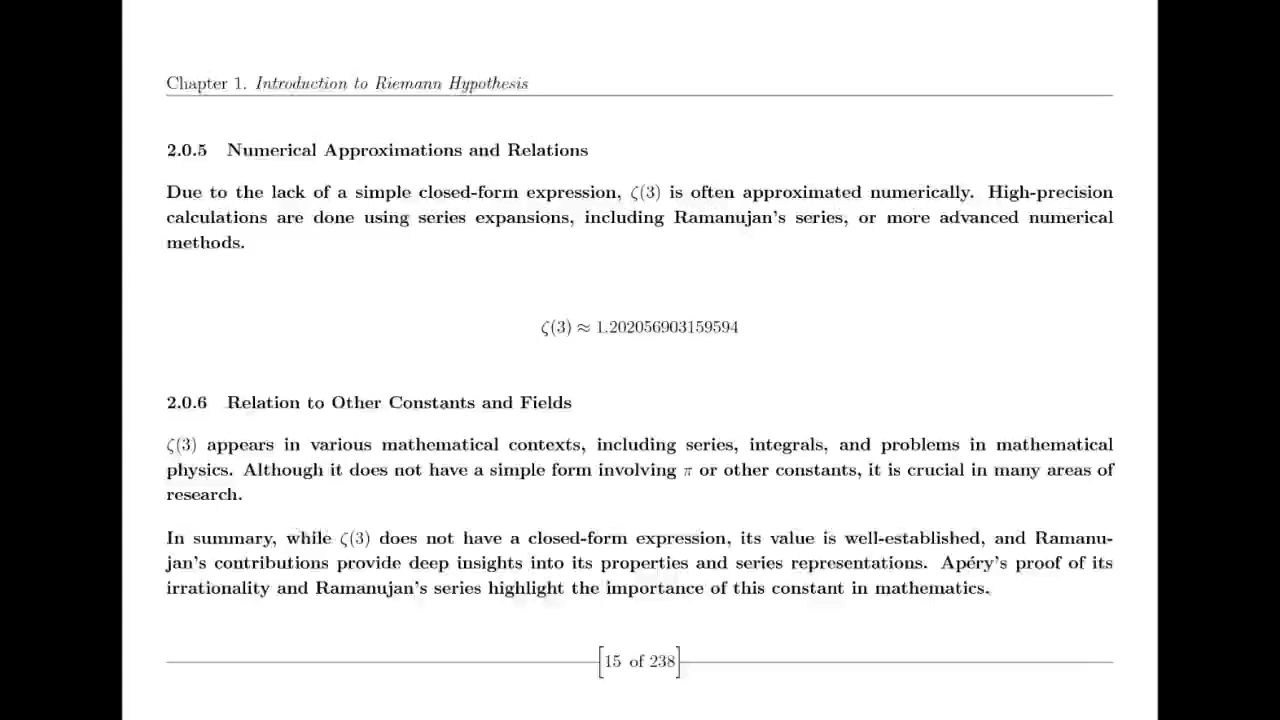 Chapter 1. Introduction to Riemann Hypothesis
2.0.5 Numerical Approximations and Relations
Due to the lack of a simple closed-form expression, ζ(3) is often approximated numerically. High-precision
calculations are done using series expansions, including Ramanujan's series, or more advanced numerical
methods.
ζ(3) ≈ 1.202056903159594
2.0.6 Relation to Other Constants and Fields
ζ(3) appears in various mathematical contexts, including series, integrals, and problems in mathematical
physics. Although it does not have a simple form involving π or other constants, it is crucial in many areas of
research.
In summary, while ζ(3) does not have a closed-form expression, its value is well-established, and Ramanu-
jan's contributions provide deep insights into its properties and series representations. Apéry's proof of its
irrationality and Ramanujan's series highlight the importance of this constant in mathematics.
[15 of 238]